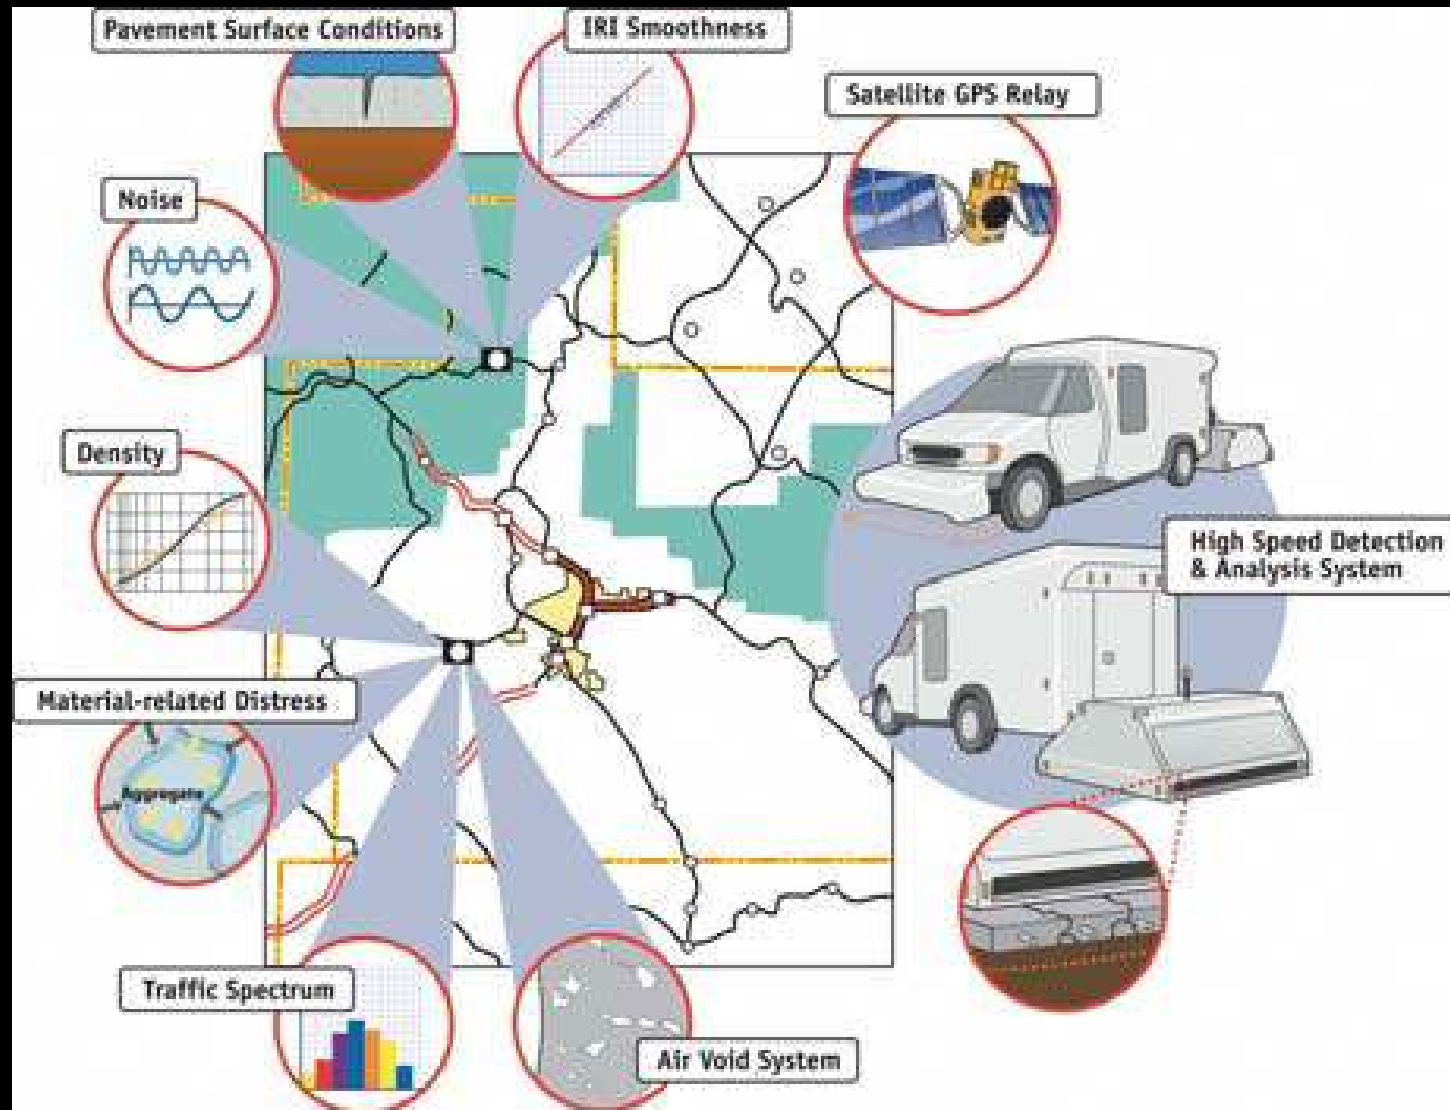 Pavement Surface Conditions
IRI Smoothness
Satellite GPS Relay
Noise
Density
High Speed Detection
& Analysis System
Material-related Distress
Aggregate
Traffic Spectrum
Air Void System